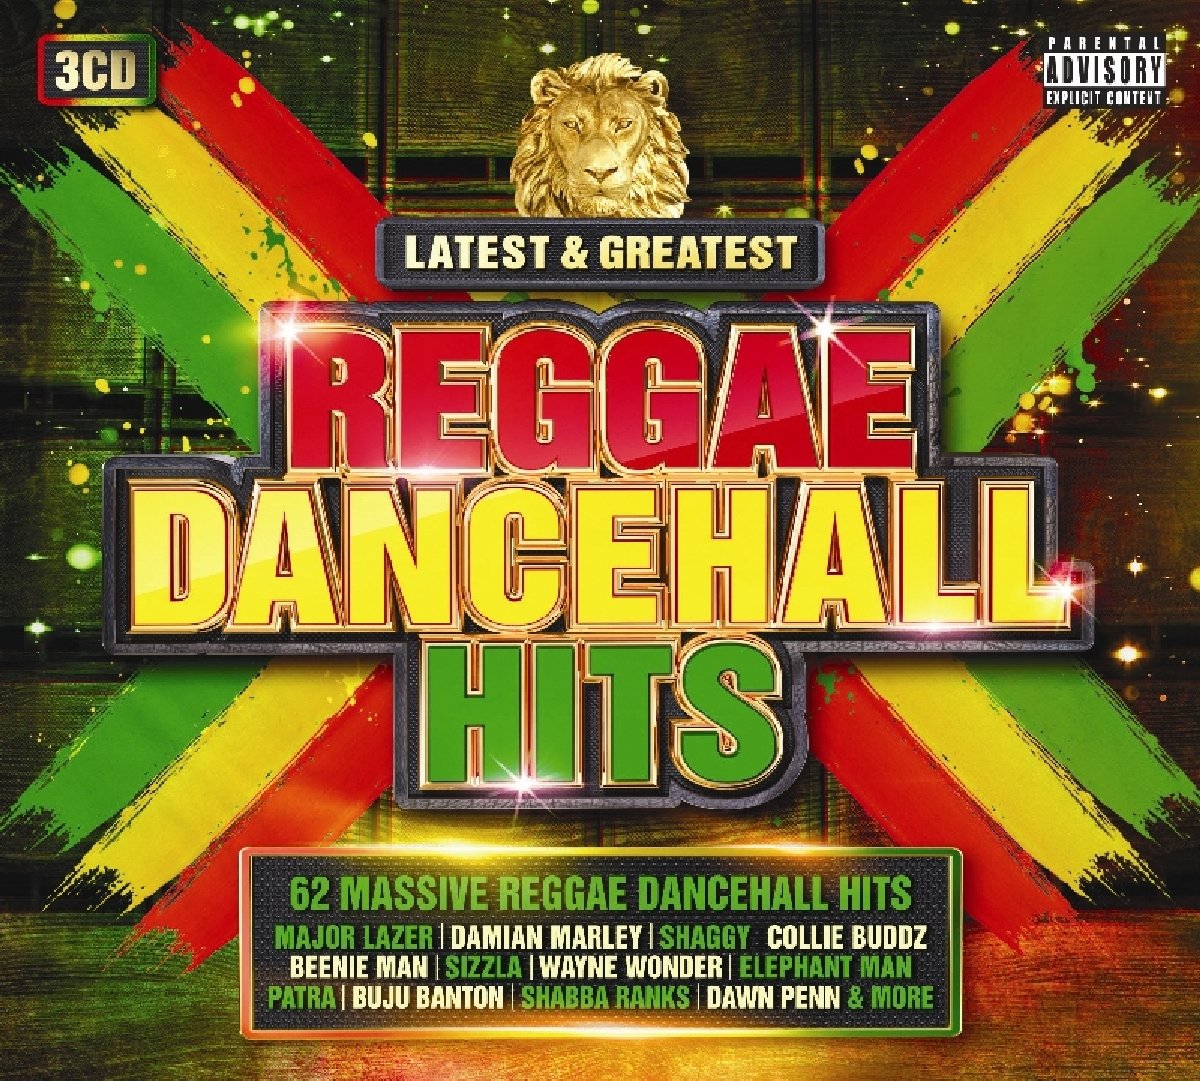 3CD
PARENTAL
ADVISORY
EXPLICIT CONTENT
LATEST & GREATEST
REGGAE
DANCEHALL
HITS
62 MASSIVE REGGAE DANCEHALL HITS
MAJOR LAZER | DAMIAN MARLEY | SHAGGY COLLIE BUDDZ
BEENIE MAN | SIZZLA | WAYNE WONDER | ELEPHANT MAN
PATRA | BUJU BANTON | SHABBA RANKS | DAWN PENN & MORE